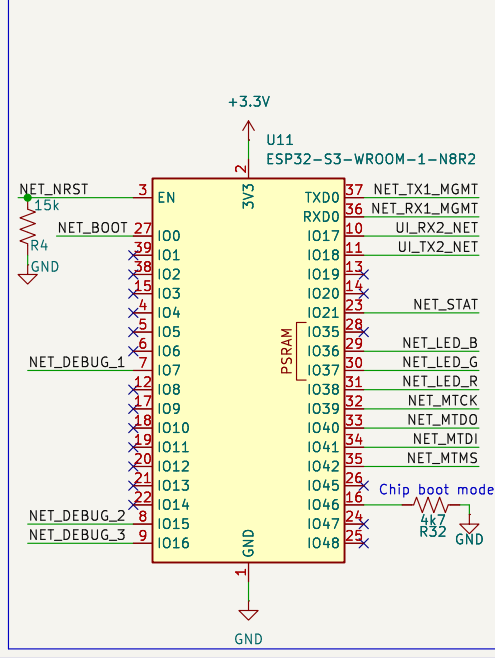 +3.3V
U11
ESP32-S3-WROOM-1-N8R2
2
3V3
NET_NRST 3 EN
15k
R4
GND
NET_BOOT 27 IO0
39 IO1
38 IO2
15 IO3
4 IO4
5 IO5
6 IO6
NET_DEBUG_1 7 IO7
12 IO8
17 IO9
18 IO10
19 IO11
20 IO12
21 IO13
22 IO14
NET_DEBUG_2 8 IO15
NET_DEBUG_3 9 IO16
TXD0 37 NET_TX1_MGMT
RXD0 36 NET_RX1_MGMT
IO17 10 UI_RX2_NET
IO18 11 UI_TX2_NET
IO19 13
IO20 14
IO21 23 NET_STAT
IO35 28
PSRAM
IO36 29 NET_LED_B
IO37 30 NET_LED_G
IO38 31 NET_LED_R
IO39 32 NET_MTCK
IO40 33 NET_MTDO
IO41 34 NET_MTDI
IO42 35 NET_MTMS
IO45 26
Chip boot mode
IO46 16
4k7
R32
GND
IO47 24
IO48 25
GND
1
GND